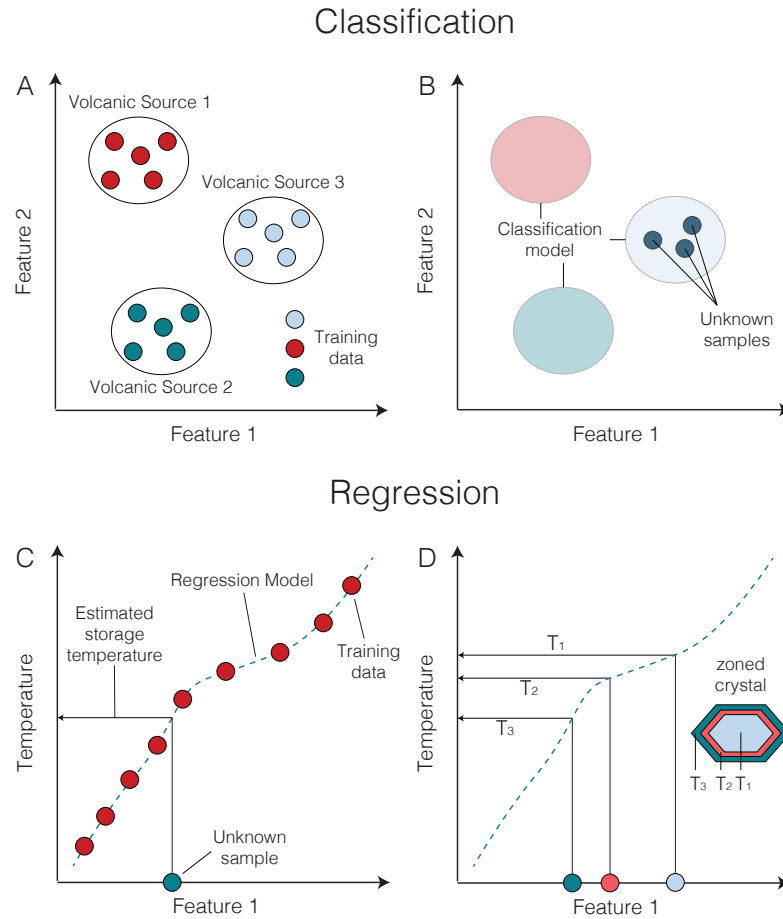 Classification
A
Volcanic Source 1
Volcanic Source 3
Volcanic Source 2
Training
data
Feature 2
Feature 1
B
Classification
model
Unknown
samples
Feature 2
Feature 1
Regression
C
Regression Model
Estimated
storage
temperature
Training
data
Unknown
sample
Temperature
Feature 1
D
T1
T2
T3
zoned
crystal
T3 T2 T1
Temperature
Feature 1